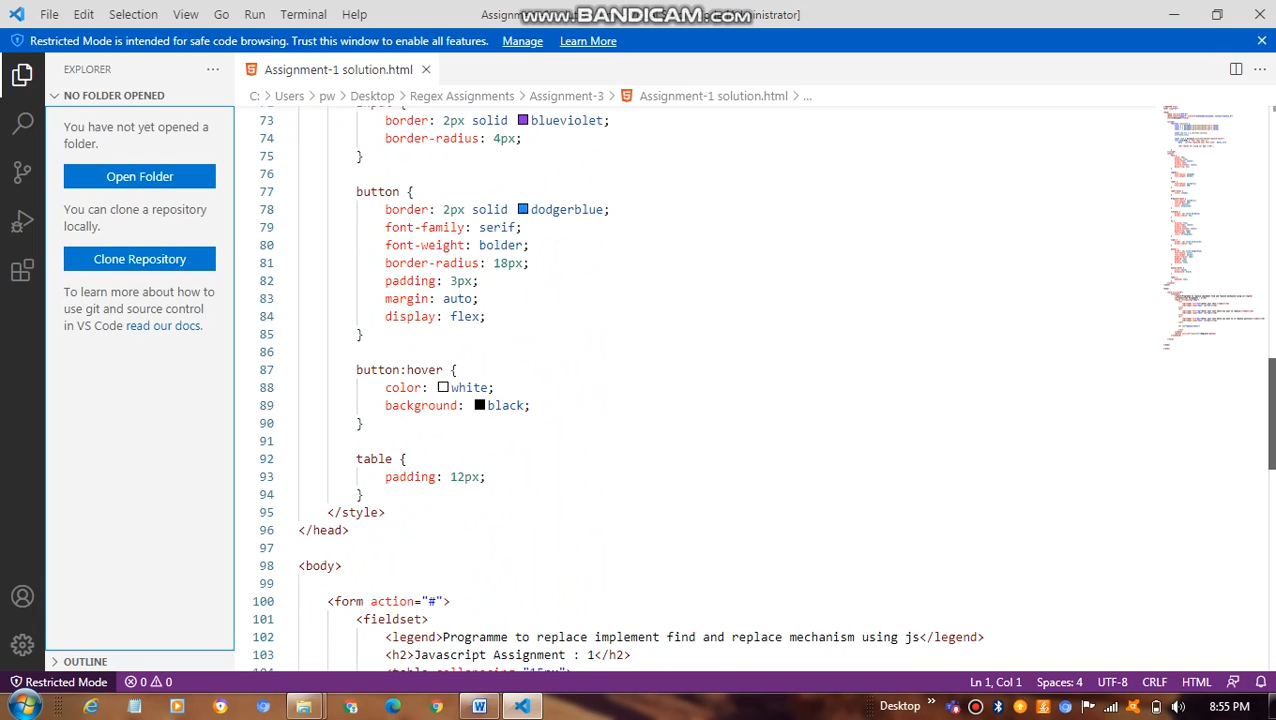 File Edit Selection View Go Run Terminal Help
Assignment
www.BANDICAM.com
Administrator)
Restricted Mode is intended for safe code browsing. Trust this window to enable all features. Manage Learn More
EXPLORER
Assignment-1 solution.html
NO FOLDER OPENED
C: > Users > pw > Desktop > Regex Assignments > Assignment-3 > Assignment-1 solution.html > ...
You have not yet opened a
folder.
Open Folder
You can clone a repository
locally.
Clone Repository
To learn more about how to
use git and source control
in VS Code read our docs.
OUTLINE
73 border: 2px solid blueviolet;
74 border-radius: 4px;
75 }
76
77 button {
78 border: 2px solid dodgerblue;
79 font-family: serif;
80 font-weight: bolder;
81 border-radius: 18px;
82 padding: 3px;
83 margin: auto;
84 display: flex;
85 }
86
87 button:hover {
88 color: white;
89 background: black;
90 }
91
92 table {
93 padding: 12px;
94 }
95 </style>
96 </head>
97
98 <body>
99
100 <form action="#">
101 <fieldset>
102 <legend>Programme to replace implement find and replace mechanism using js</legend>
103 <h2>Javascript Assignment : 1</h2>
Restricted Mode 0 0 Ln 1, Col 1 Spaces: 4 UTF-8 CRLF HTML
Desktop » 8:55 PM